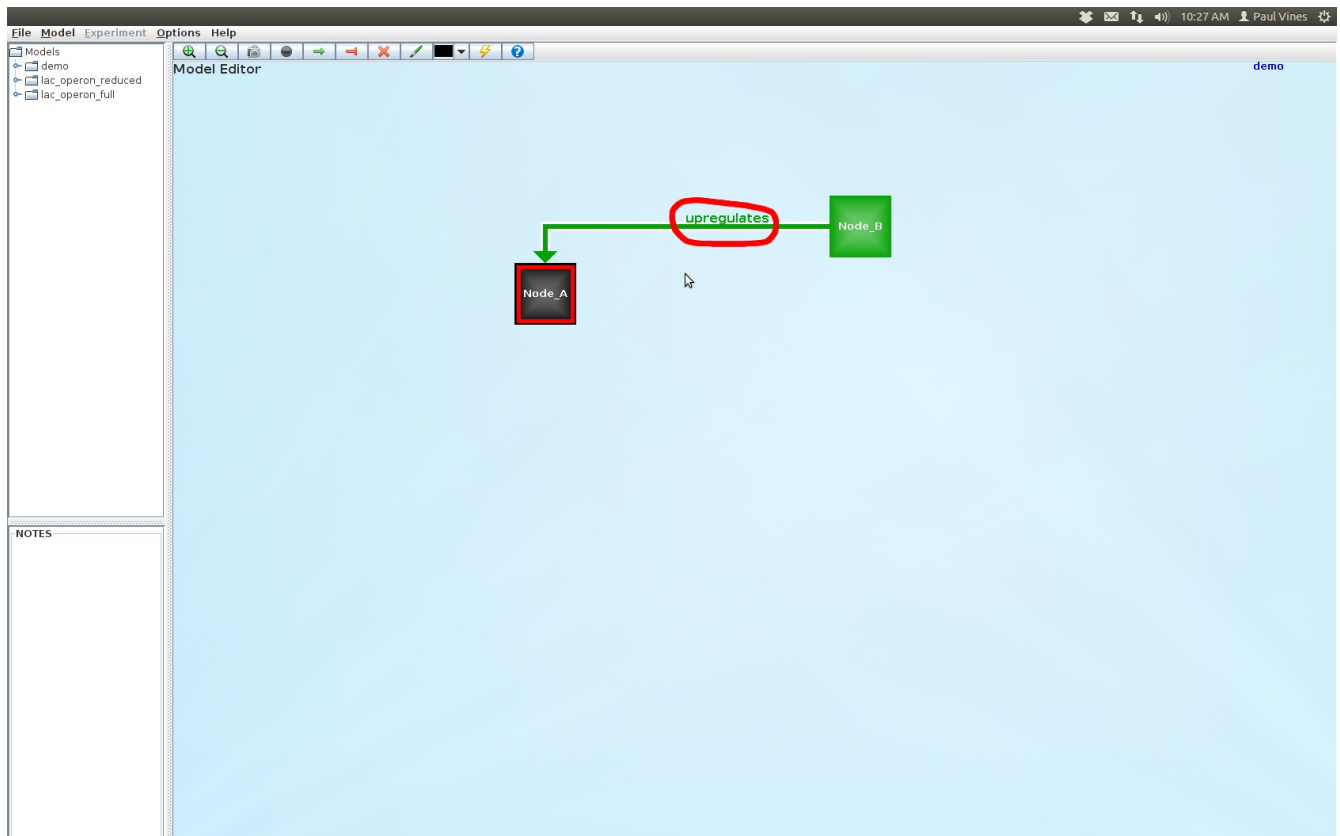 10:27 AM Paul Vines
File Model Experiment Options Help
Models
demo
lac_operon_reduced
lac_operon_full
Model Editor
demo
upregulates
Node_B
Node_A
NOTES